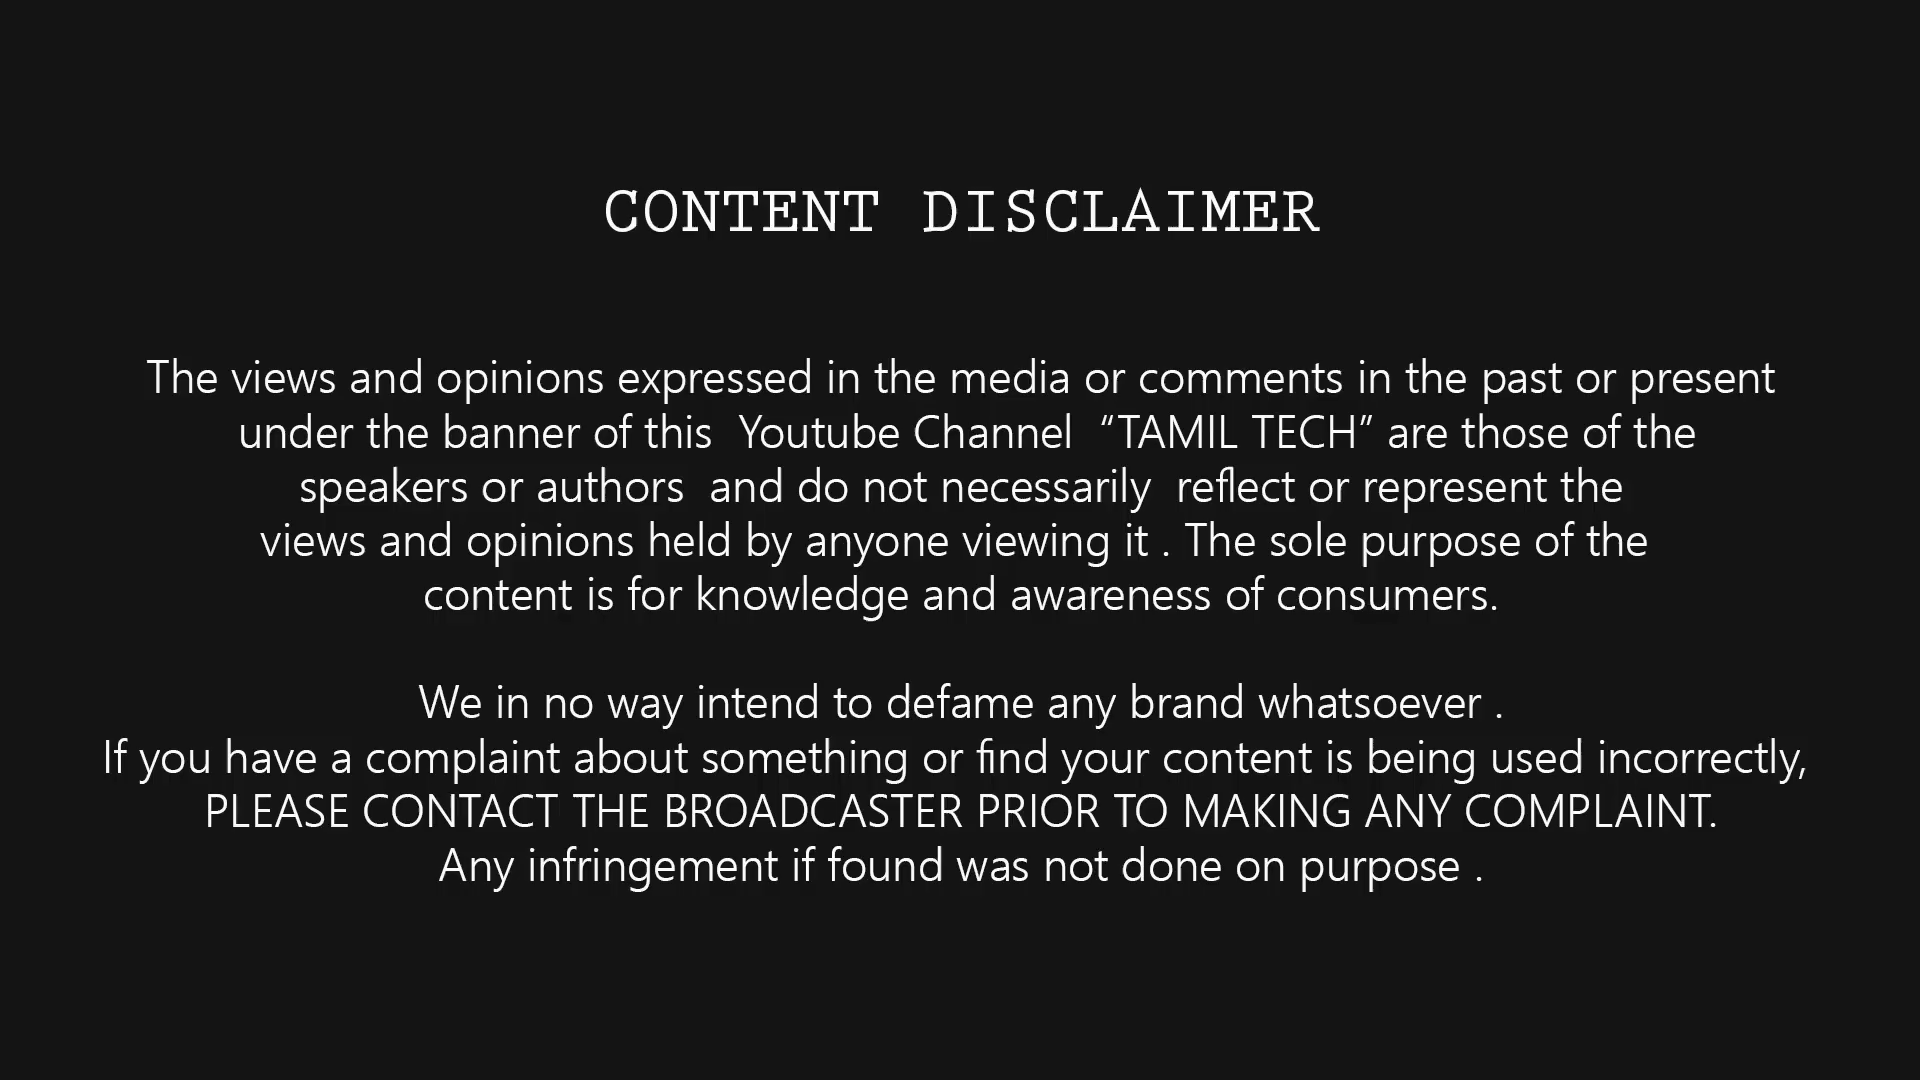 CONTENT DISCLAIMER
The views and opinions expressed in the media or comments in the past or present
under the banner of this  Youtube Channel  “TAMIL TECH” are those of the
speakers or authors  and do not necessarily  reflect or represent the
views and opinions held by anyone viewing it . The sole purpose of the
content is for knowledge and awareness of consumers.
We in no way intend to defame any brand whatsoever .
If you have a complaint about something or find your content is being used incorrectly,
PLEASE CONTACT THE BROADCASTER PRIOR TO MAKING ANY COMPLAINT.
Any infringement if found was not done on purpose .